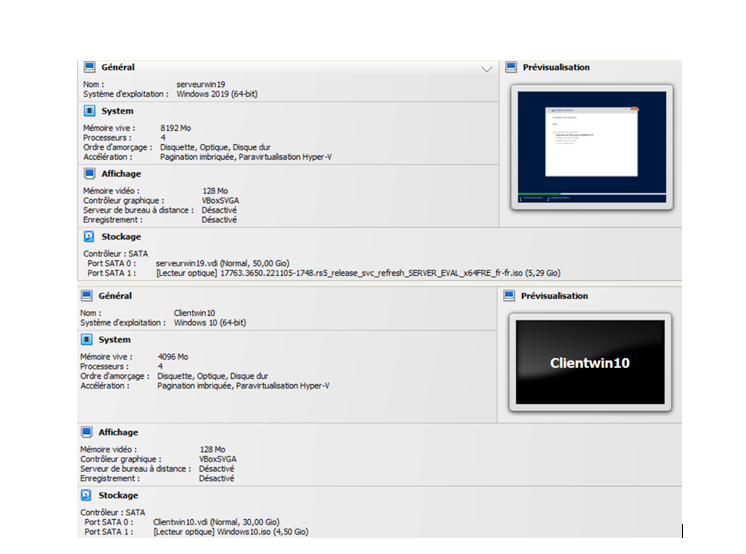 Général
Prévisualisation
Nom : serveurwin19
Système d'exploitation : Windows 2019 (64-bit)
System
Mémoire vive : 8192 Mo
Processeurs : 4
Ordre d'amorçage : Disquette, Optique, Disque dur
Accélération : Pagination imbriquée, Paravirtualisation Hyper-V
Affichage
Mémoire vidéo : 128 Mo
Contrôleur graphique : VBoxSVGA
Serveur de bureau à distance : Désactivé
Enregistrement : Désactivé
Stockage
Contrôleur : SATA
Port SATA 0 : serveurwin19.vdi (Normal, 50,00 Gio)
Port SATA 1 : [Lecteur optique] 17763.3650.221105-1748.rs5_release_svc_refresh_SERVER_EVAL_x64FRE_fr-fr.iso (5,29 Gio)
Général
Prévisualisation
Nom : Clientwin10
Système d'exploitation : Windows 10 (64-bit)
System
Mémoire vive : 4096 Mo
Processeurs : 4
Ordre d'amorçage : Disquette, Optique, Disque dur
Accélération : Pagination imbriquée, Paravirtualisation Hyper-V
Clientwin10
Affichage
Mémoire vidéo : 128 Mo
Contrôleur graphique : VBoxSVGA
Serveur de bureau à distance : Désactivé
Enregistrement : Désactivé
Stockage
Contrôleur : SATA
Port SATA 0 : Clientwin10.vdi (Normal, 30,00 Gio)
Port SATA 1 : [Lecteur optique] Windows10.iso (4,50 Gio)